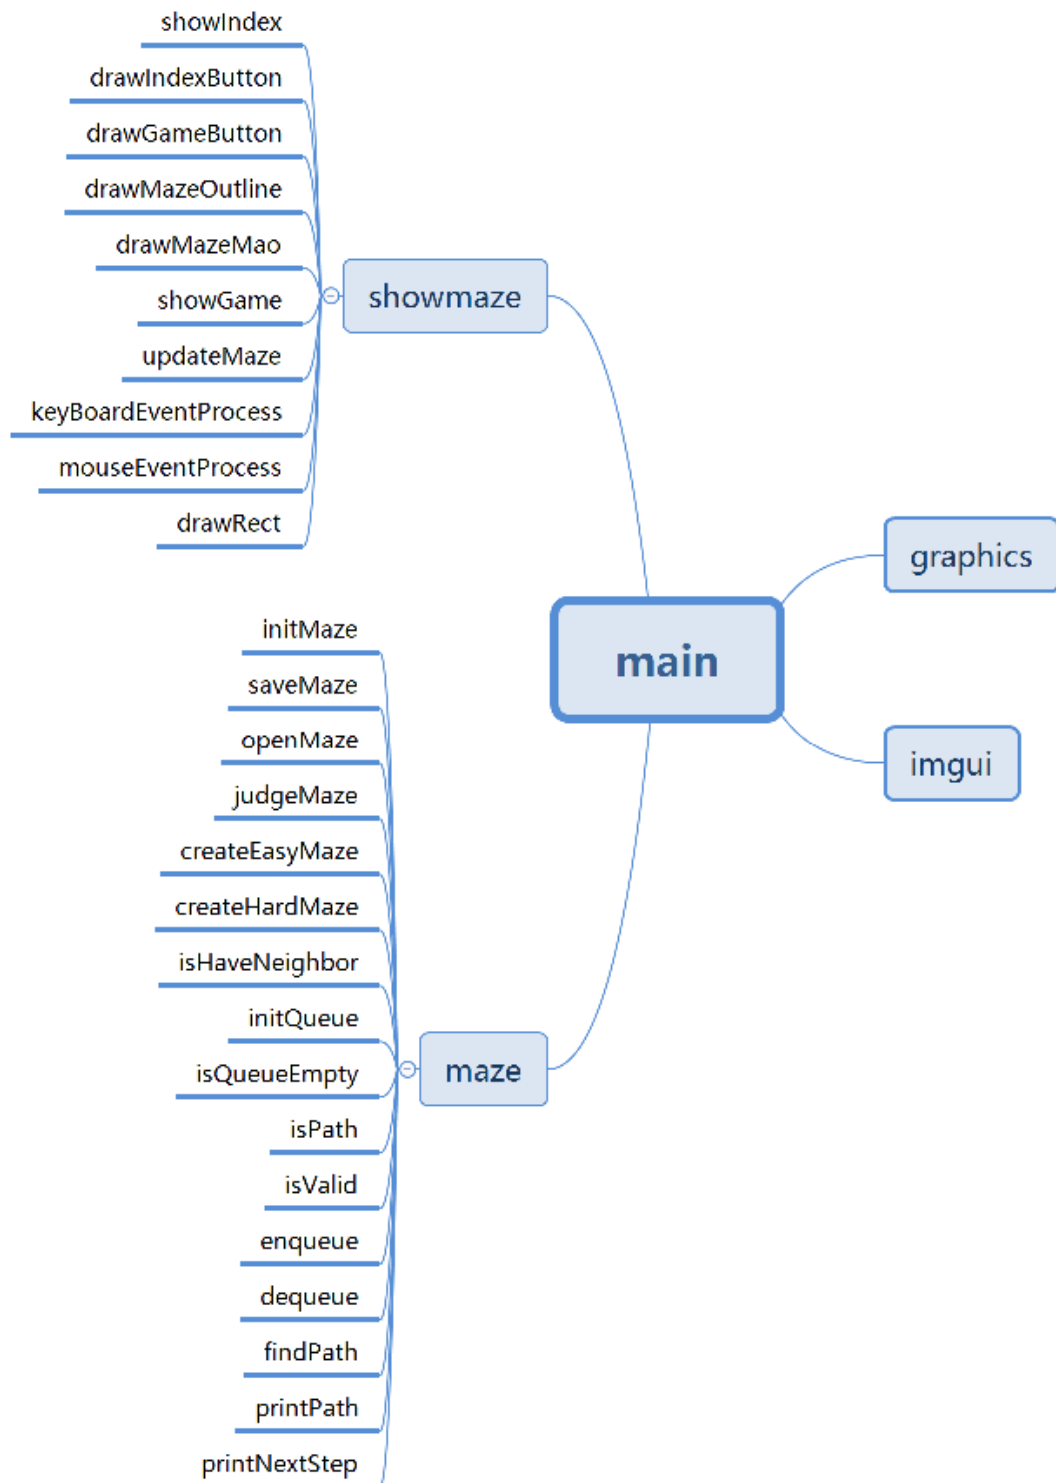 showIndex
drawIndexButton
drawGameButton
drawMazeOutline
drawMazeMao
showGame
updateMaze
keyBoardEventProcess
mouseEventProcess
drawRect
showmaze
graphics
main
imgui
initMaze
saveMaze
openMaze
judgeMaze
createEasyMaze
createHardMaze
isHaveNeighbor
initQueue
isQueueEmpty
isPath
isValid
enqueue
dequeue
findPath
printPath
printNextStep
maze